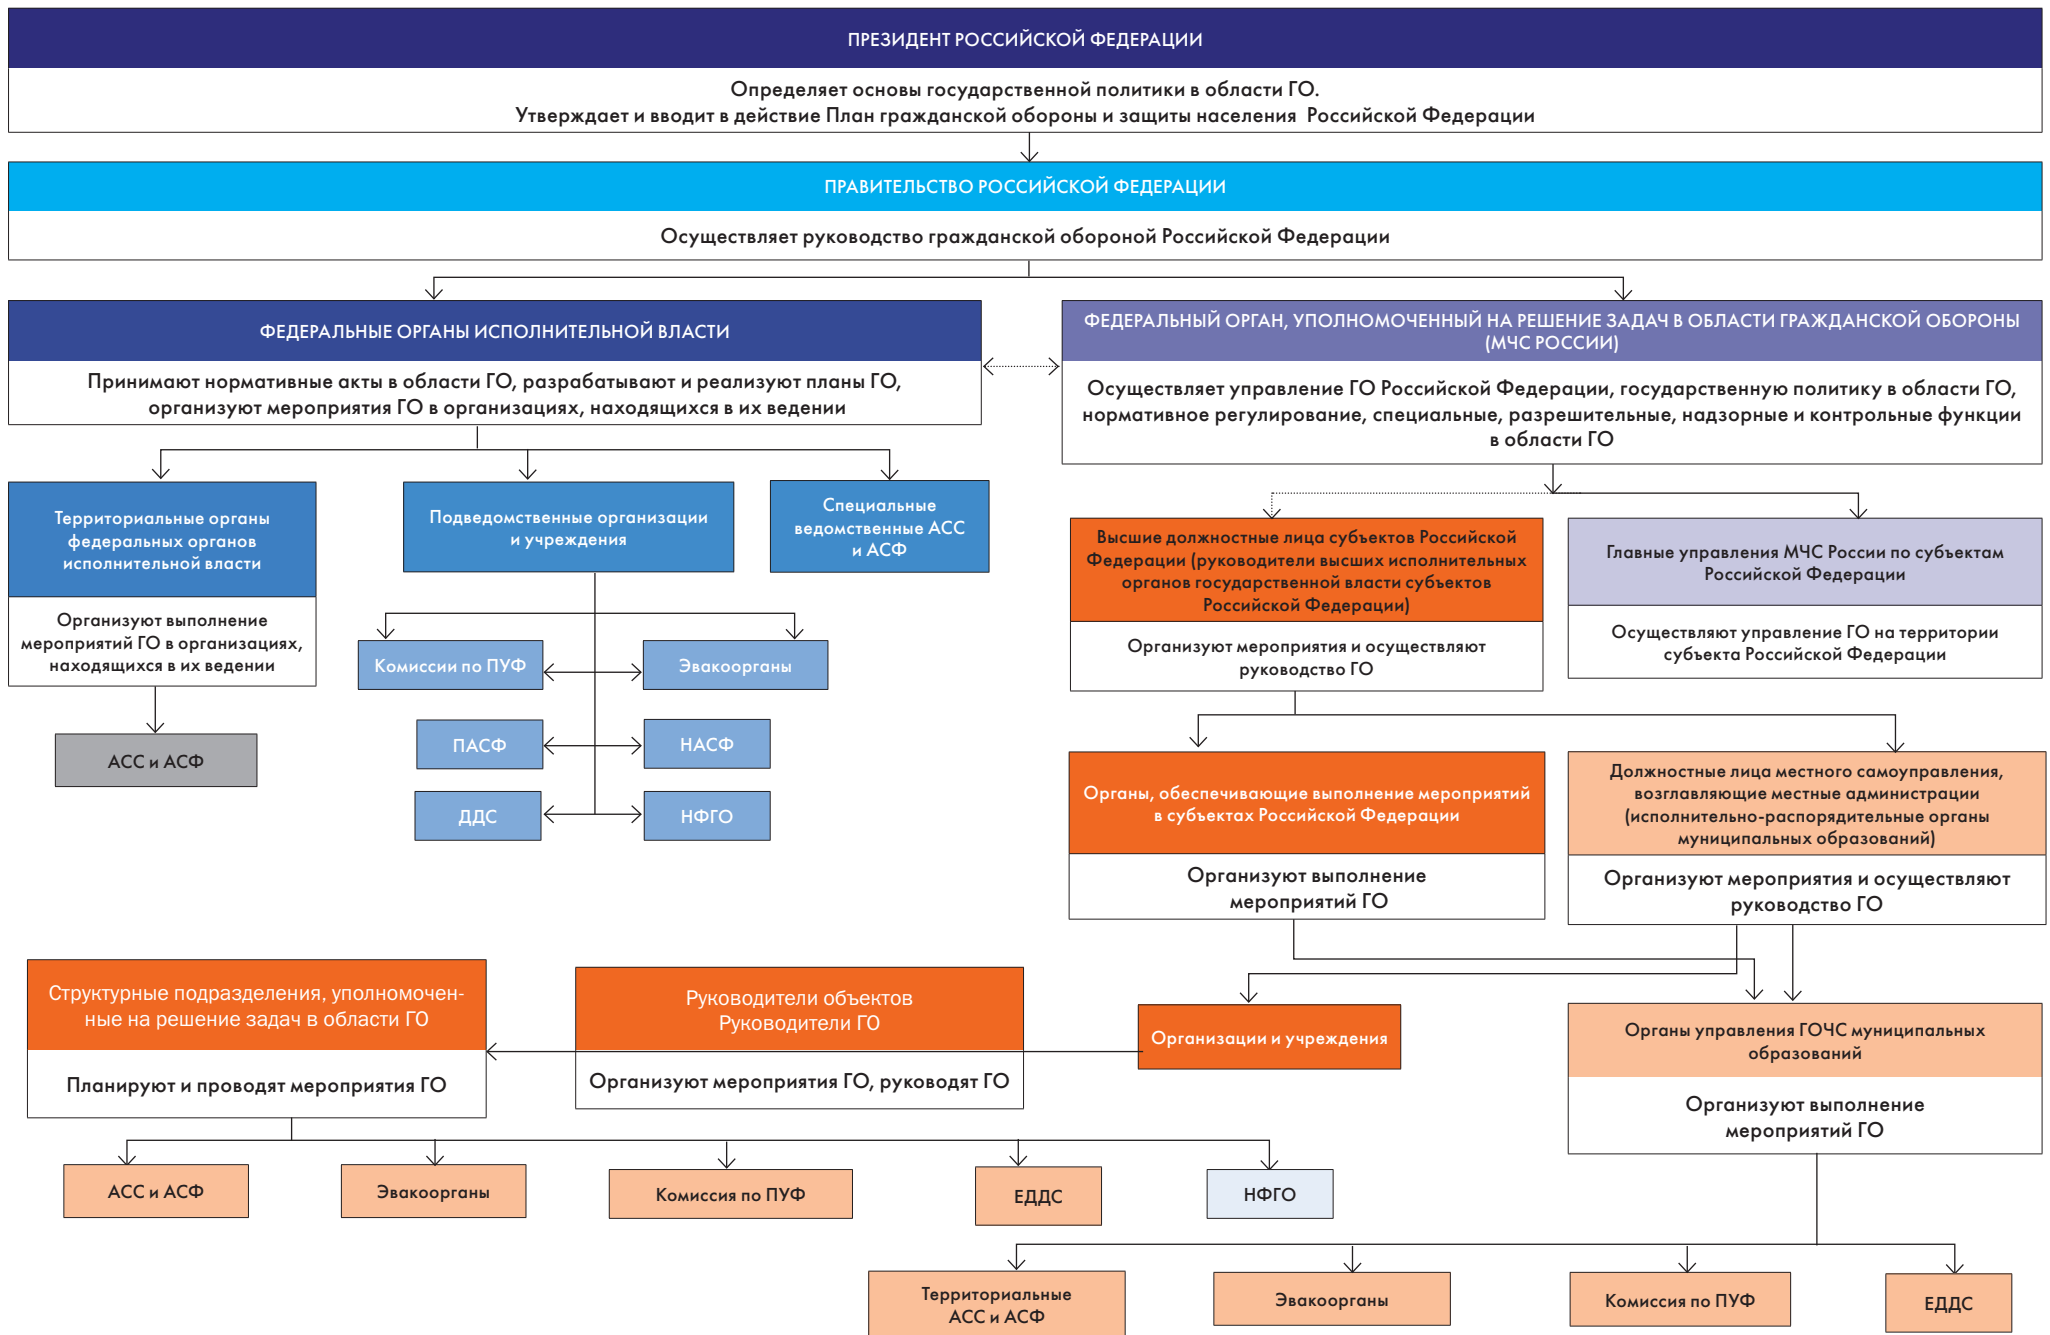 ПРЕЗИДЕНТ РОССИЙСКОЙ ФЕДЕРАЦИИ
Определяет основы государственной политики в области ГО.
Утверждает и вводит в действие План гражданской обороны и защиты населения Российской Федерации
ПРАВИТЕЛЬСТВО РОССИЙСКОЙ ФЕДЕРАЦИИ
Осуществляет руководство гражданской обороной Российской Федерации
ФЕДЕРАЛЬНЫЕ ОРГАНЫ ИСПОЛНИТЕЛЬНОЙ ВЛАСТИ
Принимают нормативные акты в области ГО, разрабатывают и реализуют планы ГО,
организуют мероприятия ГО в организациях, находящихся в их ведении
ФЕДЕРАЛЬНЫЙ ОРГАН, УПОЛНОМОЧЕННЫЙ НА РЕШЕНИЕ ЗАДАЧ В ОБЛАСТИ ГРАЖДАНСКОЙ ОБОРОНЫ
(МЧС РОССИИ)
Осуществляет управление ГО Российской Федерации, государственную политику в области ГО,
нормативное регулирование, специальные, разрешительные, надзорные и контрольные функции
в области ГО
Территориальные органы
федеральных органов
исполнительной власти
Организуют выполнение
мероприятий ГО в организациях,
находящихся в их ведении
АСС и АСФ
Подведомственные организации
и учреждения
Специальные
ведомственные АСС
и АСФ
Комиссии по ПУФ
Эвакоорганы
ПАСФ
НАСФ
ДДС
НФГО
Высшие должностные лица субъектов Российской
Федерации (руководители высших исполнительных
органов государственной власти субъектов
Российской Федерации)
Организуют мероприятия и осуществляют
руководство ГО
Главные управления МЧС России по субъектам
Российской Федерации
Осуществляют управление ГО на территории
субъекта Российской Федерации
Органы, обеспечивающие выполнение мероприятий
в субъектах Российской Федерации
Организуют выполнение
мероприятий ГО
Должностные лица местного самоуправления,
возглавляющие местные администрации
(исполнительно-распорядительные органы
муниципальных образований)
Организуют мероприятия и осуществляют
руководство ГО
Структурные подразделения, уполномочен-
ные на решение задач в области ГО
Планируют и проводят мероприятия ГО
Руководители объектов
Руководители ГО
Организуют мероприятия ГО, руководят ГО
Организации и учреждения
Органы управления ГОЧС муниципальных
образований
Организуют выполнение
мероприятий ГО
АСС и АСФ
Эвакоорганы
Комиссия по ПУФ
ЕДДС
НФГО
Территориальные
АСС и АСФ
Эвакоорганы
Комиссия по ПУФ
ЕДДС